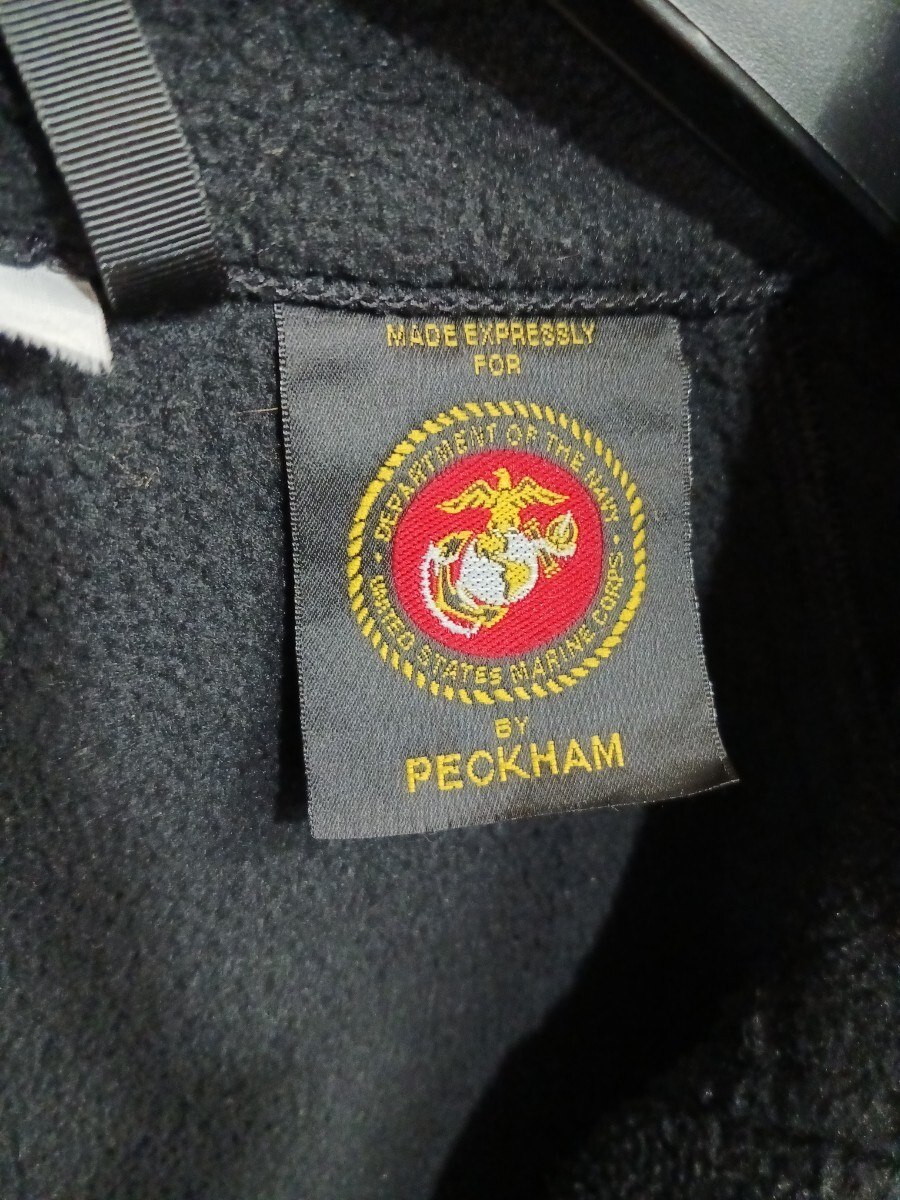 MADE EXPRESSLY
FOR
DEPARTMENT OF THE NAVY
UNITED STATES MARINE CORPS
BY
PECKHAM